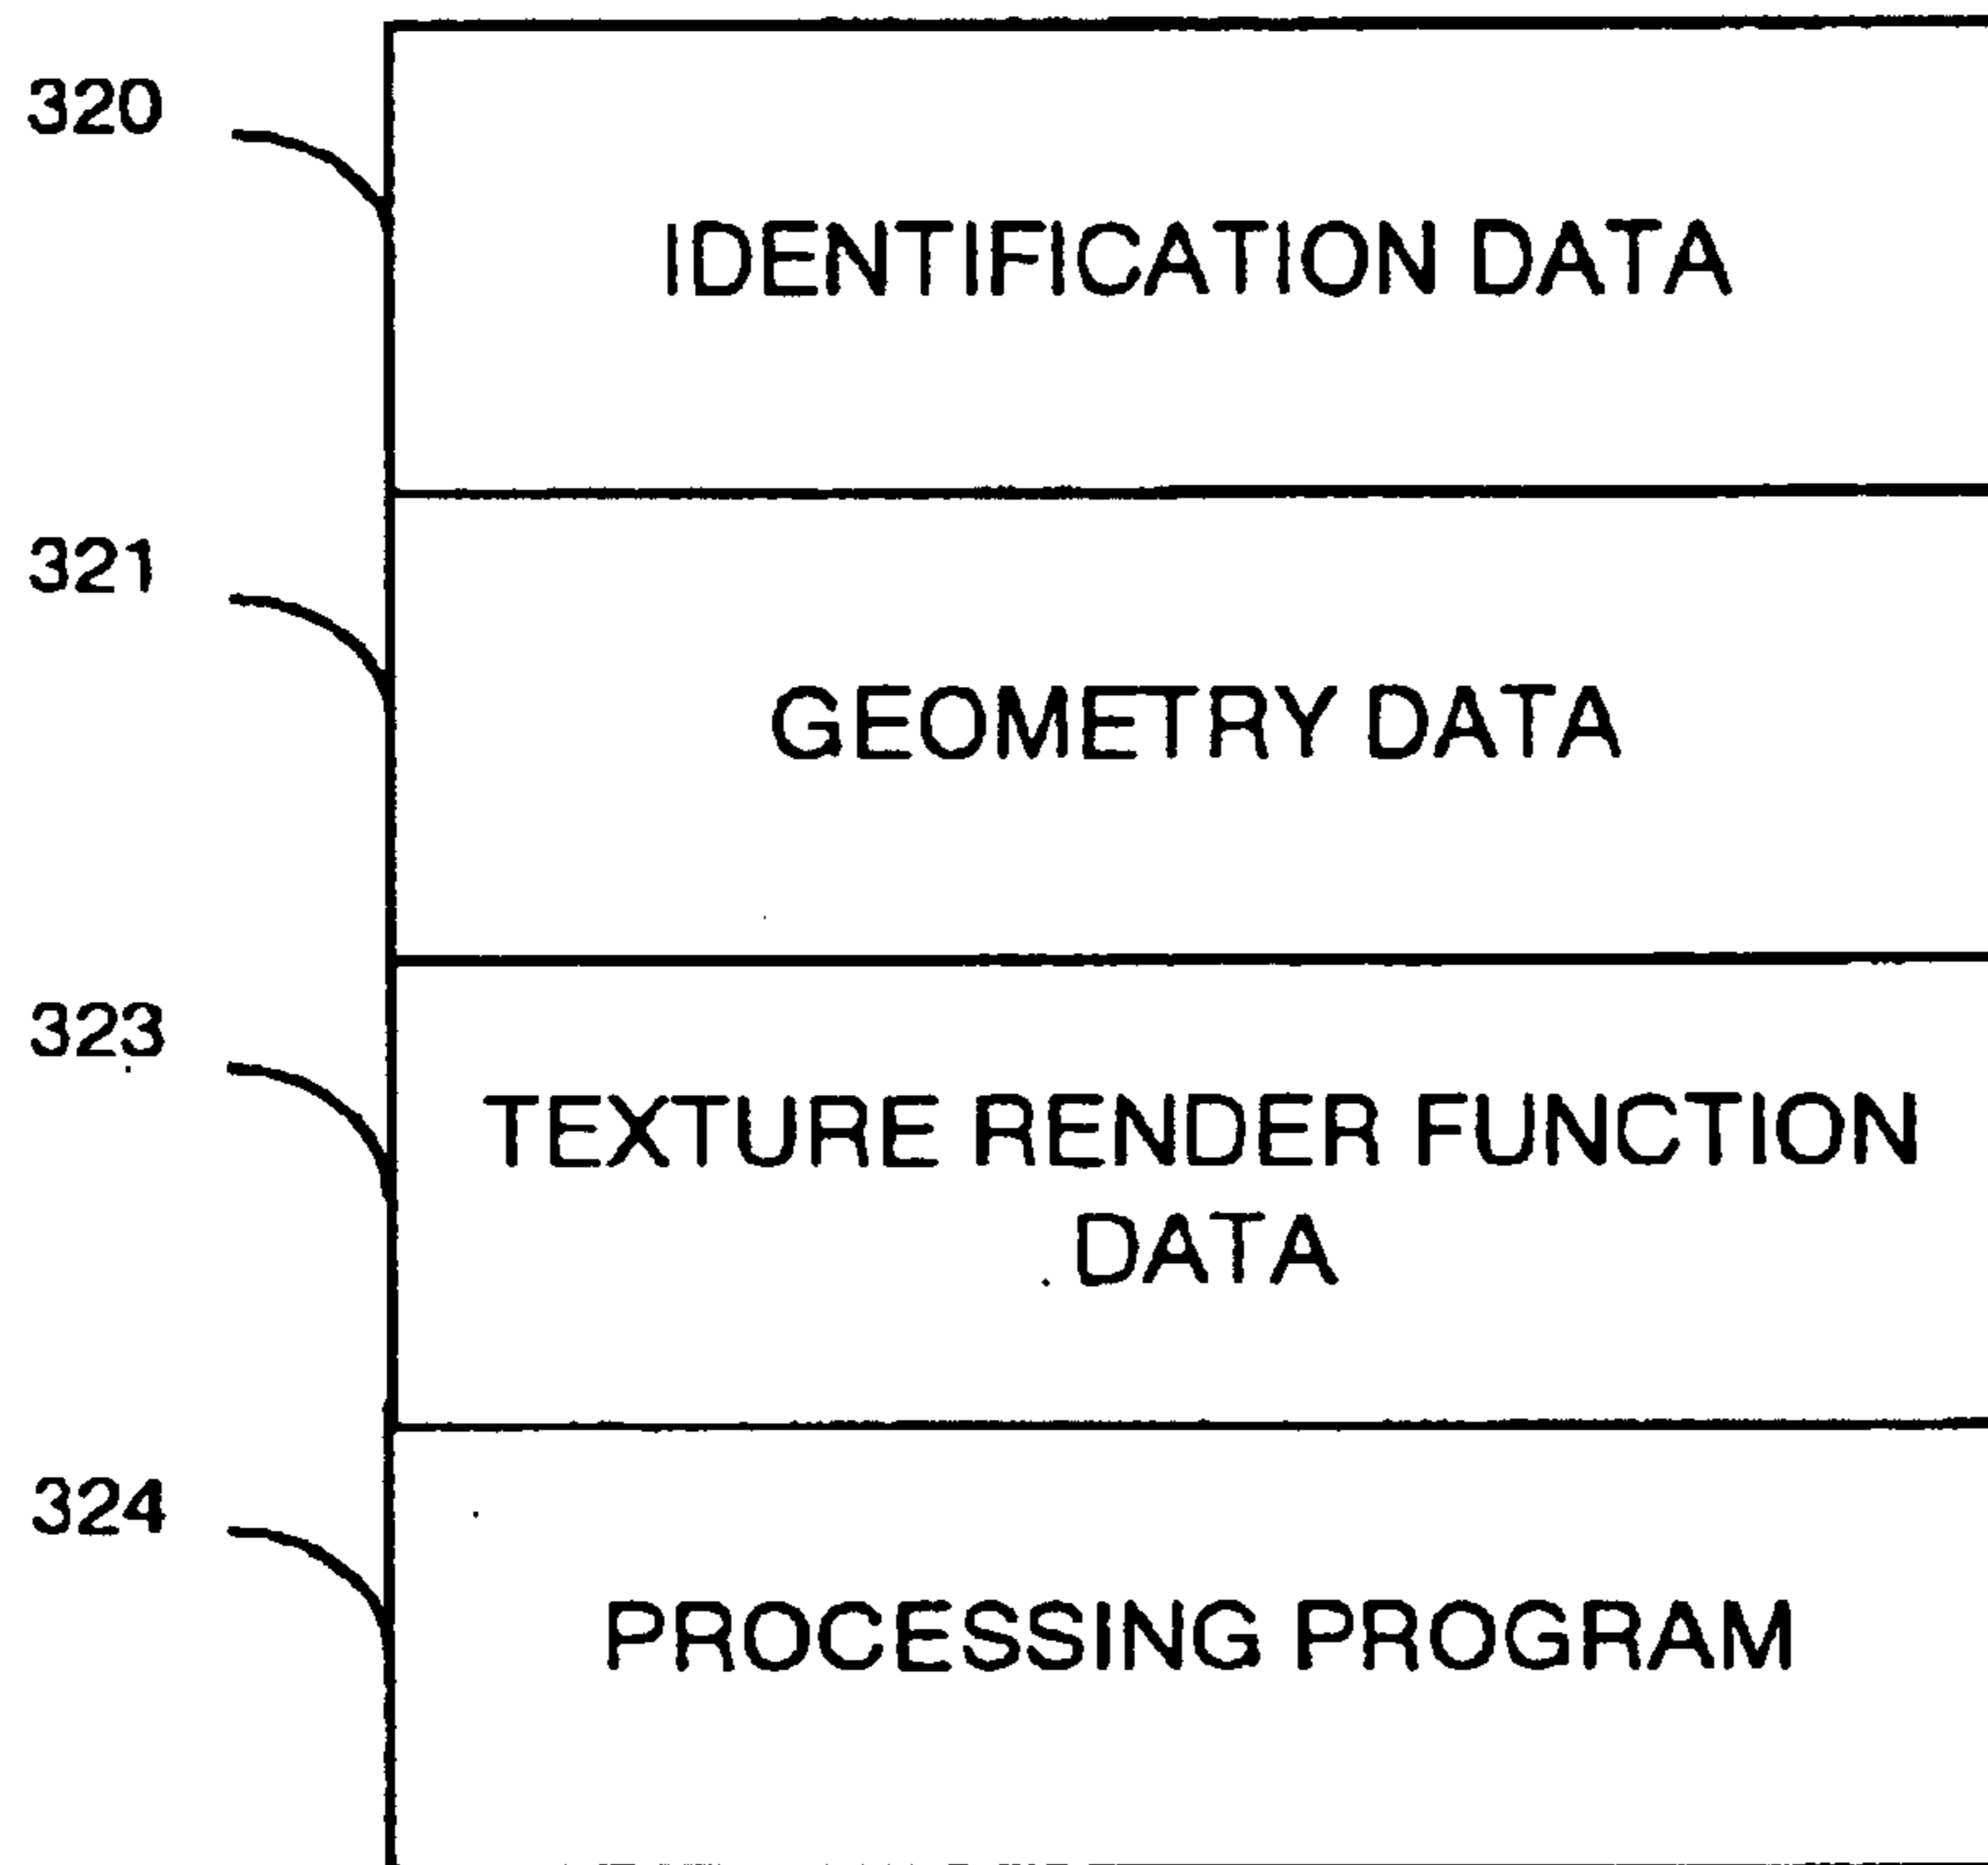 320
IDENTIFICATION DATA
321
GEOMETRY DATA
323
TEXTURE RENDER FUNCTION
DATA
324
PROCESSING PROGRAM